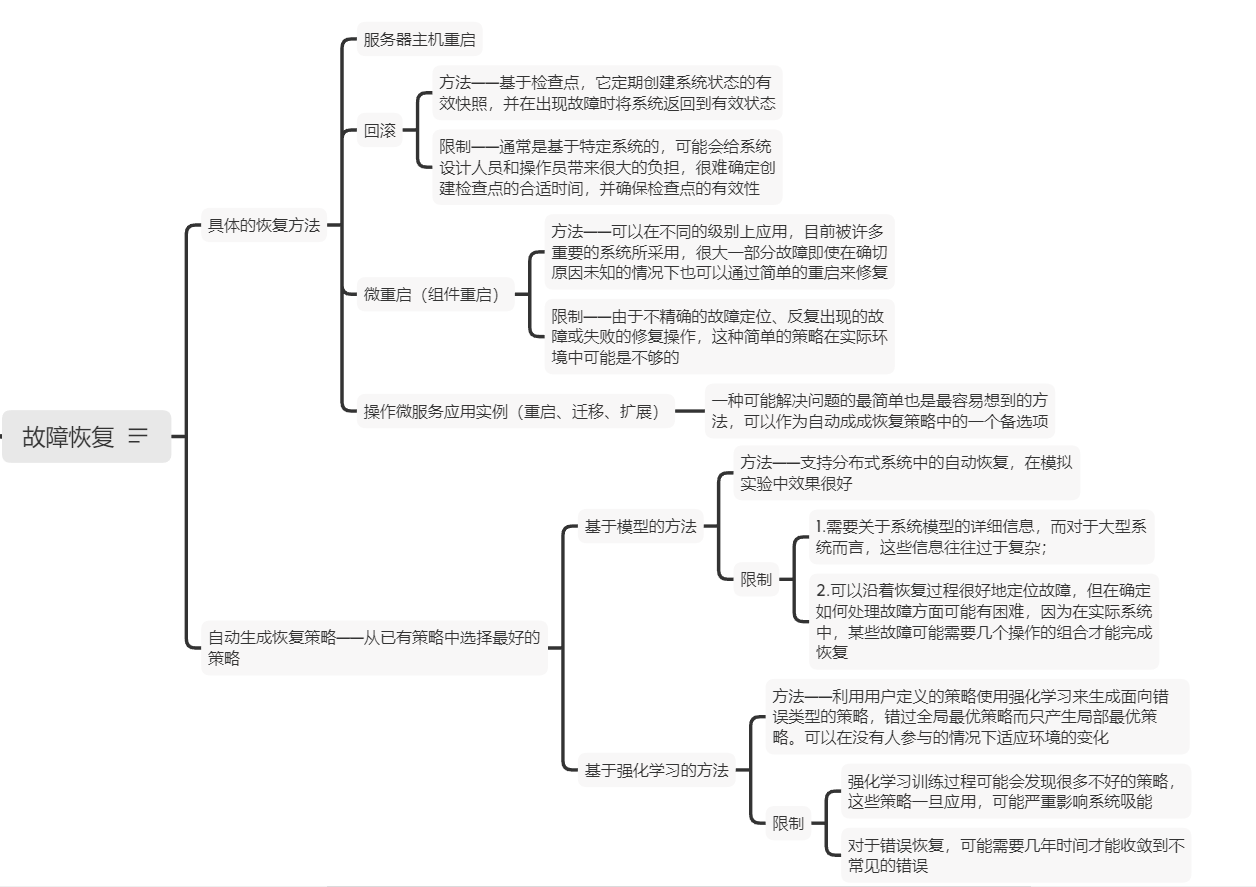 故障恢复
具体的恢复方法
服务器主机重启
回滚
方法——基于检查点，它定期创建系统状态的有
效快照，并在出现故障时将系统返回到有效状态
限制——通常是基于特定系统的，可能会给系统
设计人员和操作员带来很大的负担，很难确定创
建检查点的合适时间，并确保检查点的有效性
微重启（组件重启）
方法——可以在不同的级别上应用，目前被许多
重要的系统所采用，很大一部分故障即使在确切
原因未知的情况下也可以通过简单的重启来修复
限制——由于不精确的故障定位、反复出现的故
障或失败的修复操作，这种简单的策略在实际环
境中可能是不够的
操作微服务应用实例（重启、迁移、扩展）
一种可能解决问题的最简单也是最容易想到的方
法，可以作为自动成成恢复策略中的一个备选项
自动生成恢复策略——从已有策略中选择最好的
策略
基于模型的方法
方法——支持分布式系统中的自动恢复，在模拟
实验中效果很好
限制
1.需要关于系统模型的详细信息，而对于大型系
统而言，这些信息往往过于复杂；
2.可以沿着恢复过程很好地定位故障，但在确定
如何处理故障方面可能有困难，因为在实际系统
中，某些故障可能需要几个操作的组合才能完成
恢复
基于强化学习的方法
方法——利用用户定义的策略使用强化学习来生成面向错
误类型的策略，错过全局最优策略而只产生局部最优策
略。可以在没有人参与的情况下适应环境的变化
限制
强化学习训练过程可能会发现很多不好的策略，
这些策略一旦应用，可能严重影响系统吸能
对于错误恢复，可能需要几年时间才能收敛到不
常见的错误